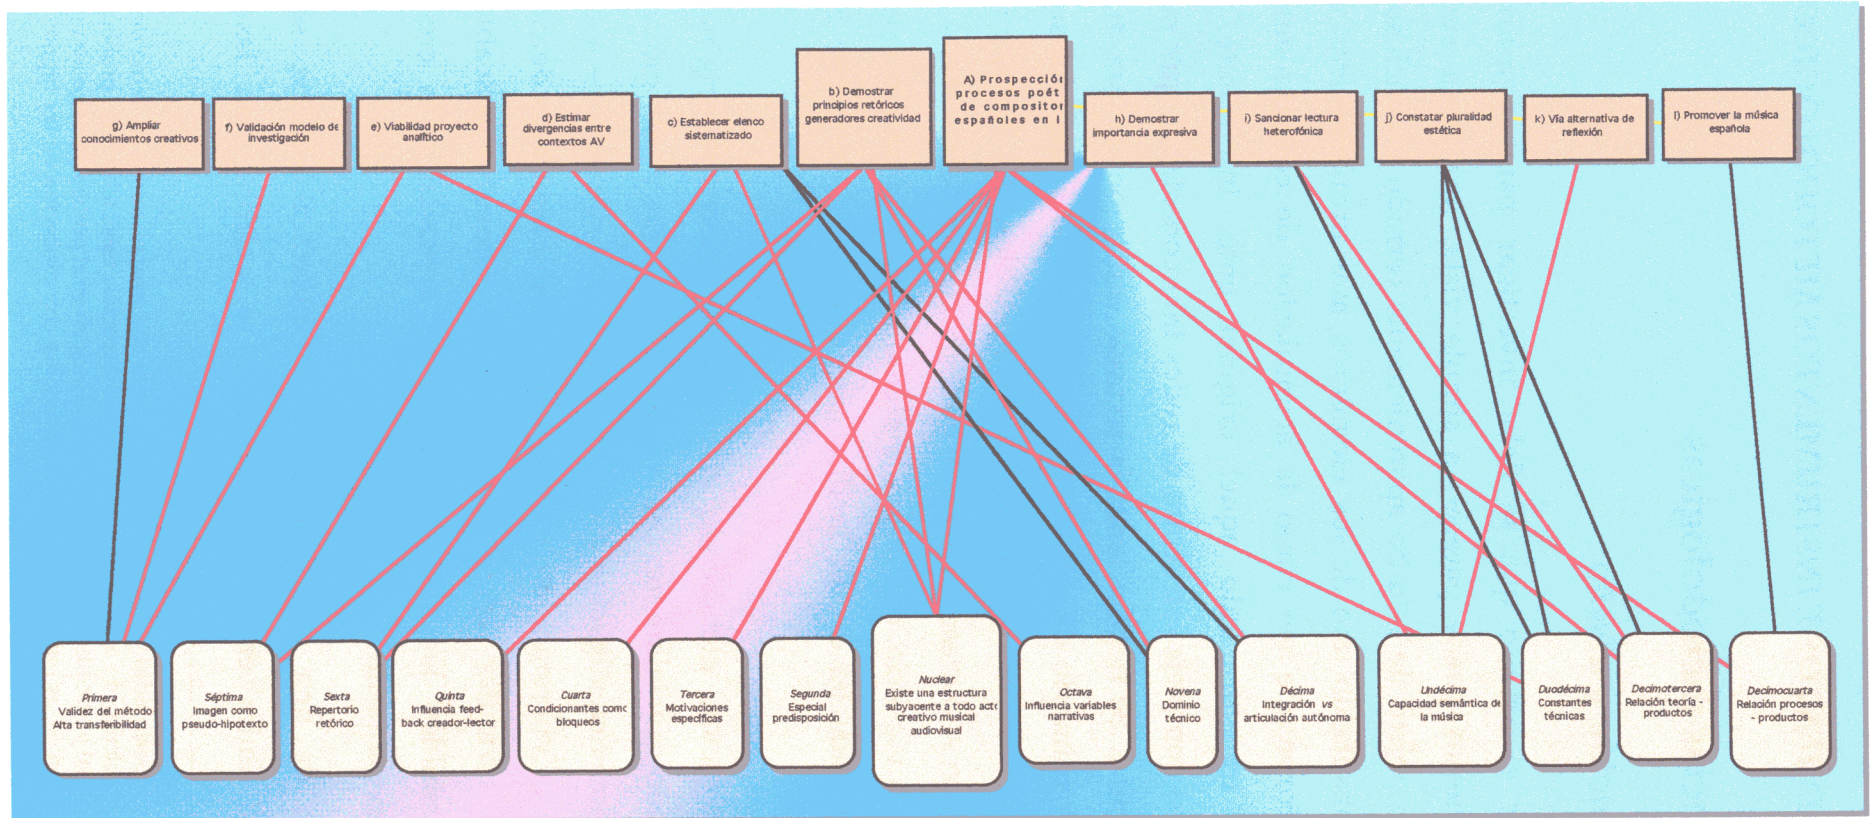 g) Ampliar
conocimientos creativos
f) Validación modelo de
investigación
e) Viabilidad proyecto
analítico
d) Estimar
divergencias entre
contextos AV
c) Establecer elenco
sistematizado
b) Demostrar
principios retóricos
generadores creatividad
A) Prospección
procesos poét
de compositor
españoles en l
h) Demostrar
importancia expresiva
i) Sancionar lectura
heterofónica
j) Constatar pluralidad
estética
k) Vía alternativa de
reflexión
l) Promover la música
española
Primera
Validez del método
Alta transferibilidad
Séptima
Imagen como
pseudo-hipotexto
Sexta
Repertorio
retórico
Quinta
Influencia feed-
back creador-lector
Cuarta
Condicionantes como
bloqueos
Tercera
Motivaciones
específicas
Segunda
Especial
predisposición
Nuclear
Existe una estructura
subyacente a todo acto
creativo musical
audiovisual
Octava
Influencia variables
narrativas
Novena
Dominio
técnico
Décima
Integración vs
articulación autónoma
Undécima
Capacidad semántica de
la música
Duodécima
Constantes
técnicas
Decimotercera
Relación teoría -
productos
Decimocuarta
Relación procesos
- productos